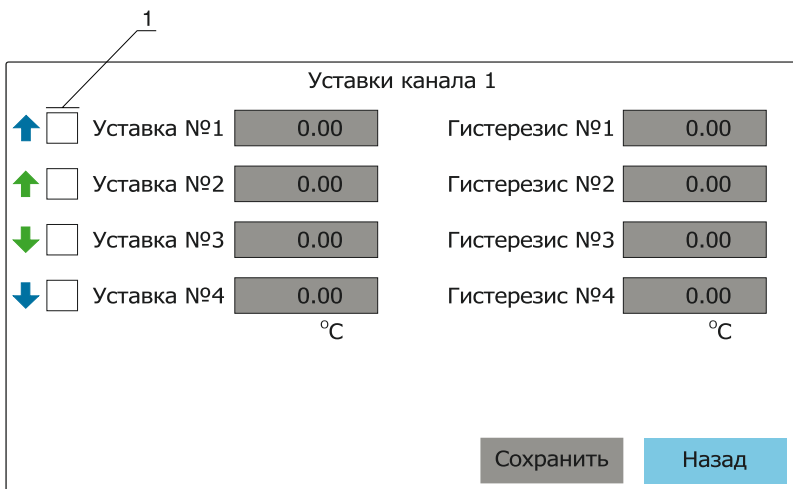 1
Уставки канала 1
Уставка №1 0.00 Гистерезис №1 0.00
Уставка №2 0.00 Гистерезис №2 0.00
Уставка №3 0.00 Гистерезис №3 0.00
Уставка №4 0.00 Гистерезис №4 0.00
°C °C
Сохранить Назад